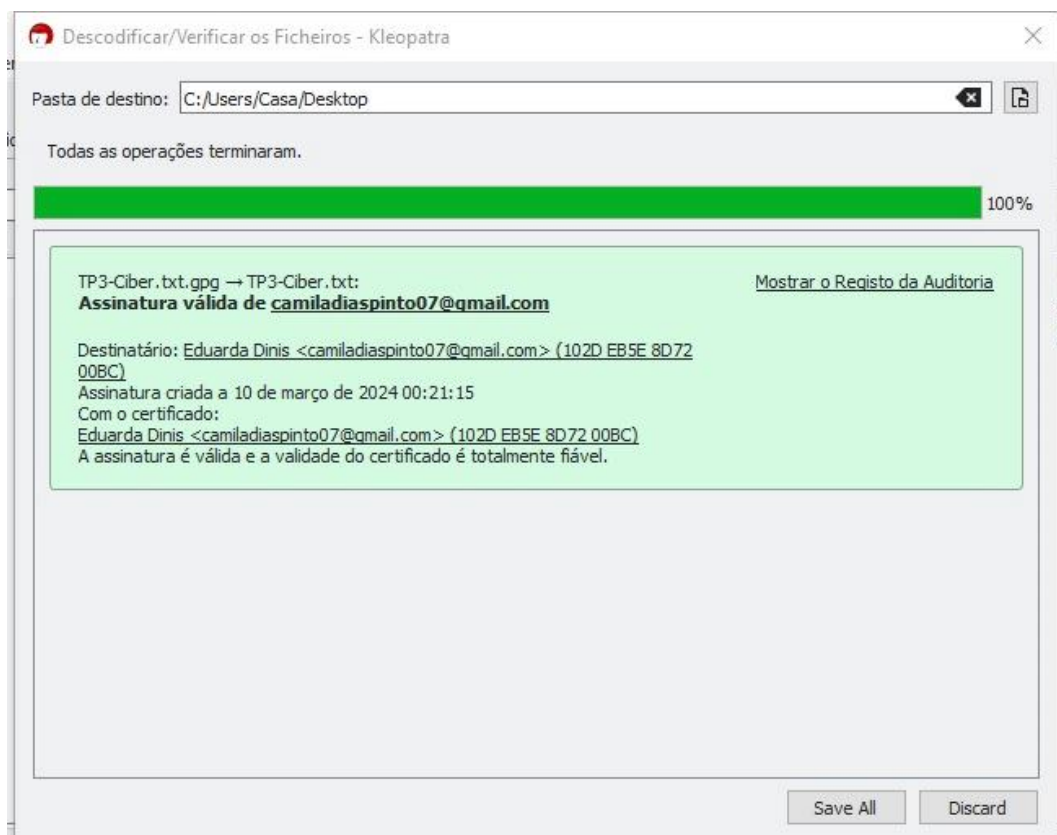 Descodificar/Verificar os Ficheiros - Kleopatra
Pasta de destino: C:/Users/Casa/Desktop
Todas as operações terminaram.
100%
TP3-Ciber.txt.gpg → TP3-Ciber.txt:
Mostrar o Registo da Auditoria
Assinatura válida de camiladiaspinto07@gmail.com
Destinatário: Eduarda Dinis <camiladiaspinto07@gmail.com> (102D EB5E 8D72
00BC)
Assinatura criada a 10 de março de 2024 00:21:15
Com o certificado:
Eduarda Dinis <camiladiaspinto07@gmail.com> (102D EB5E 8D72 00BC)
A assinatura é válida e a validade do certificado é totalmente fiável.
Save All
Discard